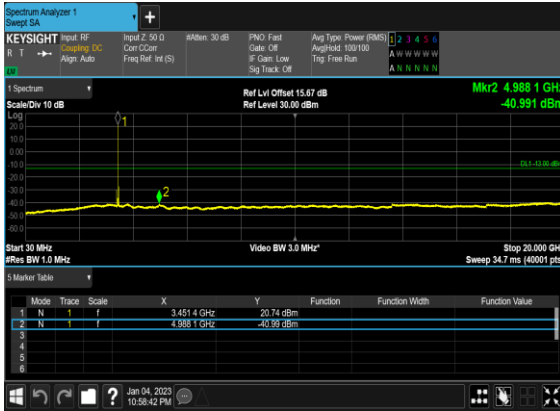 Spectrum Analyzer 1
Swept SA
+
KEYSIGHT Input: RF Input Z: 50 Ω #Atten: 30 dB PNO: Fast Avg Type: Power (RMS) 1 2 3 4 5 6
R T Coupling: DC Corr CCorr Gate: Off Avg|Hold: 100/100 A W W W W W
Align: Auto Freq Ref: Int (S) IF Gain: Low Trig: Free Run
Sig Track: Off A N N N N N
1 Spectrum Ref Lvl Offset 15.67 dB Mkr2 4.988 1 GHz
Scale/Div 10 dB Ref Level 30.00 dBm -40.991 dBm
Log
1
20.0
10.0
0.00
-10.0
DL1 -13.00 dBm
-20.0
-30.0
2
-40.0
-50.0
-60.0
Start 30 MHz Video BW 3.0 MHz* Stop 20.000 GHz
#Res BW 1.0 MHz Sweep 34.7 ms (40001 pts)
5 Marker Table
Mode Trace Scale X Y Function Function Width Function Value
1 N 1 f 3.451 4 GHz 20.74 dBm
2 N 1 f 4.988 1 GHz -40.99 dBm
3
4
5
6
? Jan 04, 2023
10:58:42 PM